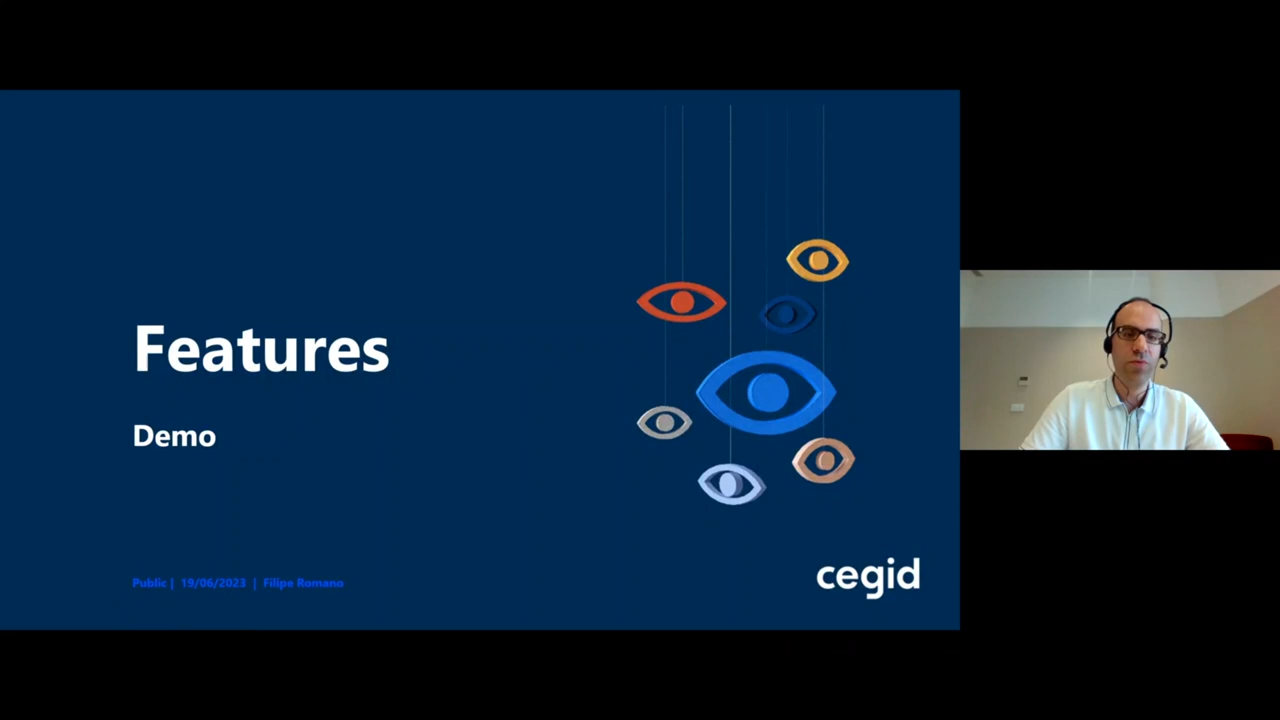 Features
Demo
Public | 19/06/2023 | Filipe Romano
cegid